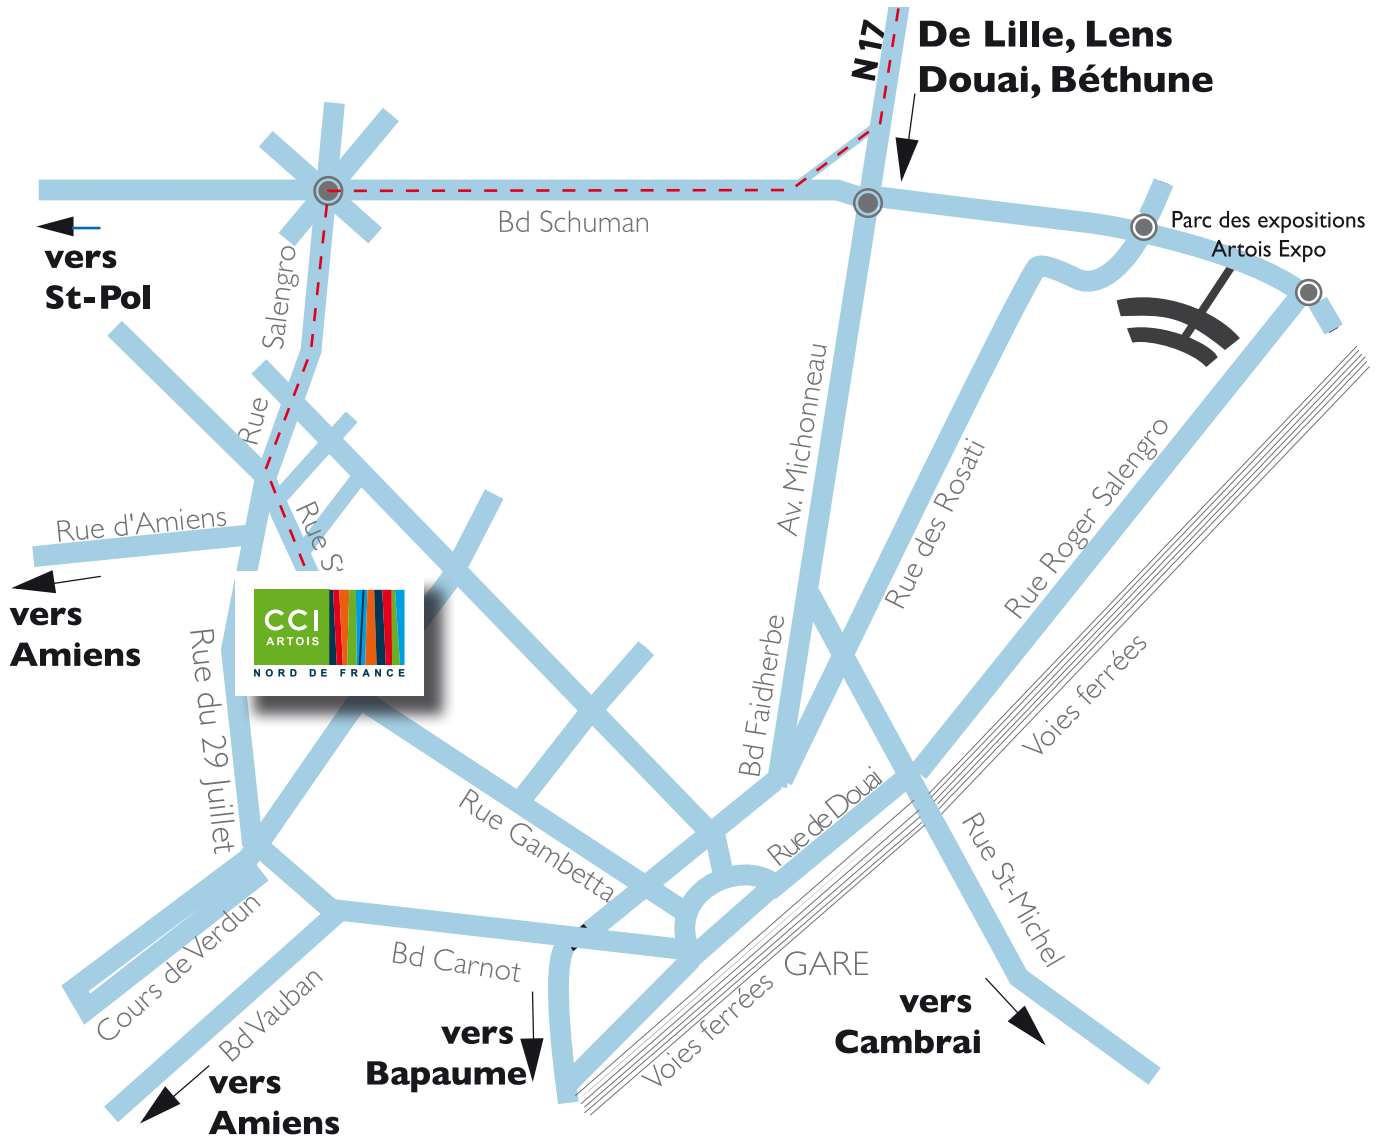 N 17
De Lille, Lens
Douai, Béthune
Bd Schuman
Parc des expositions
Artois Expo
vers
St-Pol
Salengro
Rue
Av. Michonneau
Rue des Rosati
Rue Roger Salengro
Rue d'Amiens
Rue S
vers
Amiens
CCI
ARTOIS
NORD DE FRANCE
Rue du 29 Juillet
Bd Faidherbe
Voies ferrées
Rue Gambetta
Rue de Douai
Rue St-Michel
Cours de Verdun
Bd Carnot
GARE
Bd Vauban
Voies ferrées
vers
Cambrai
vers
Bapaume
vers
Amiens